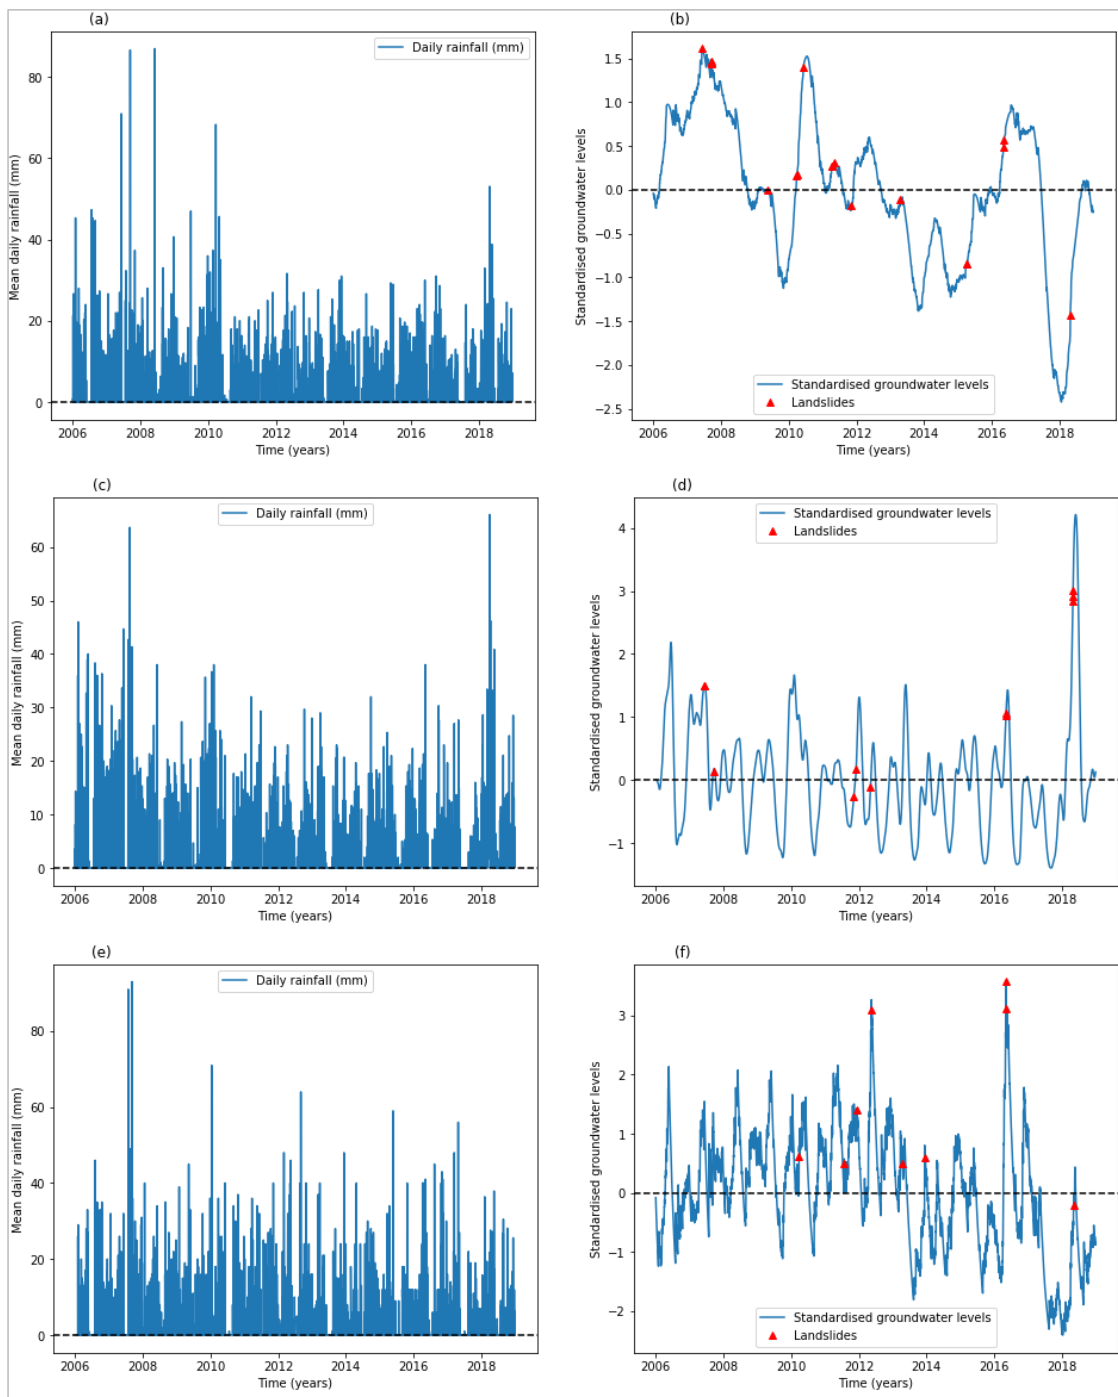 (a)
Daily rainfall (mm)
Mean daily rainfall (mm)
80
60
40
20
0
2006 2008 2010 2012 2014 2016 2018
Time (years)
(b)
Standardised groundwater levels
1.5
1.0
0.5
0.0
−0.5
−1.0
−1.5
−2.0
−2.5
Standardised groundwater levels
Landslides
2006 2008 2010 2012 2014 2016 2018
Time (years)
(c)
Daily rainfall (mm)
Mean daily rainfall (mm)
60
50
40
30
20
10
0
2006 2008 2010 2012 2014 2016 2018
Time (years)
(d)
Standardised groundwater levels
Landslides
Standardised groundwater levels
4
3
2
1
0
−1
2006 2008 2010 2012 2014 2016 2018
Time (years)
(e)
Daily rainfall (mm)
Mean daily rainfall (mm)
80
60
40
20
0
2006 2008 2010 2012 2014 2016 2018
Time (years)
(f)
Standardised groundwater levels
3
2
1
0
−1
−2
Standardised groundwater levels
Landslides
2006 2008 2010 2012 2014 2016 2018
Time (years)